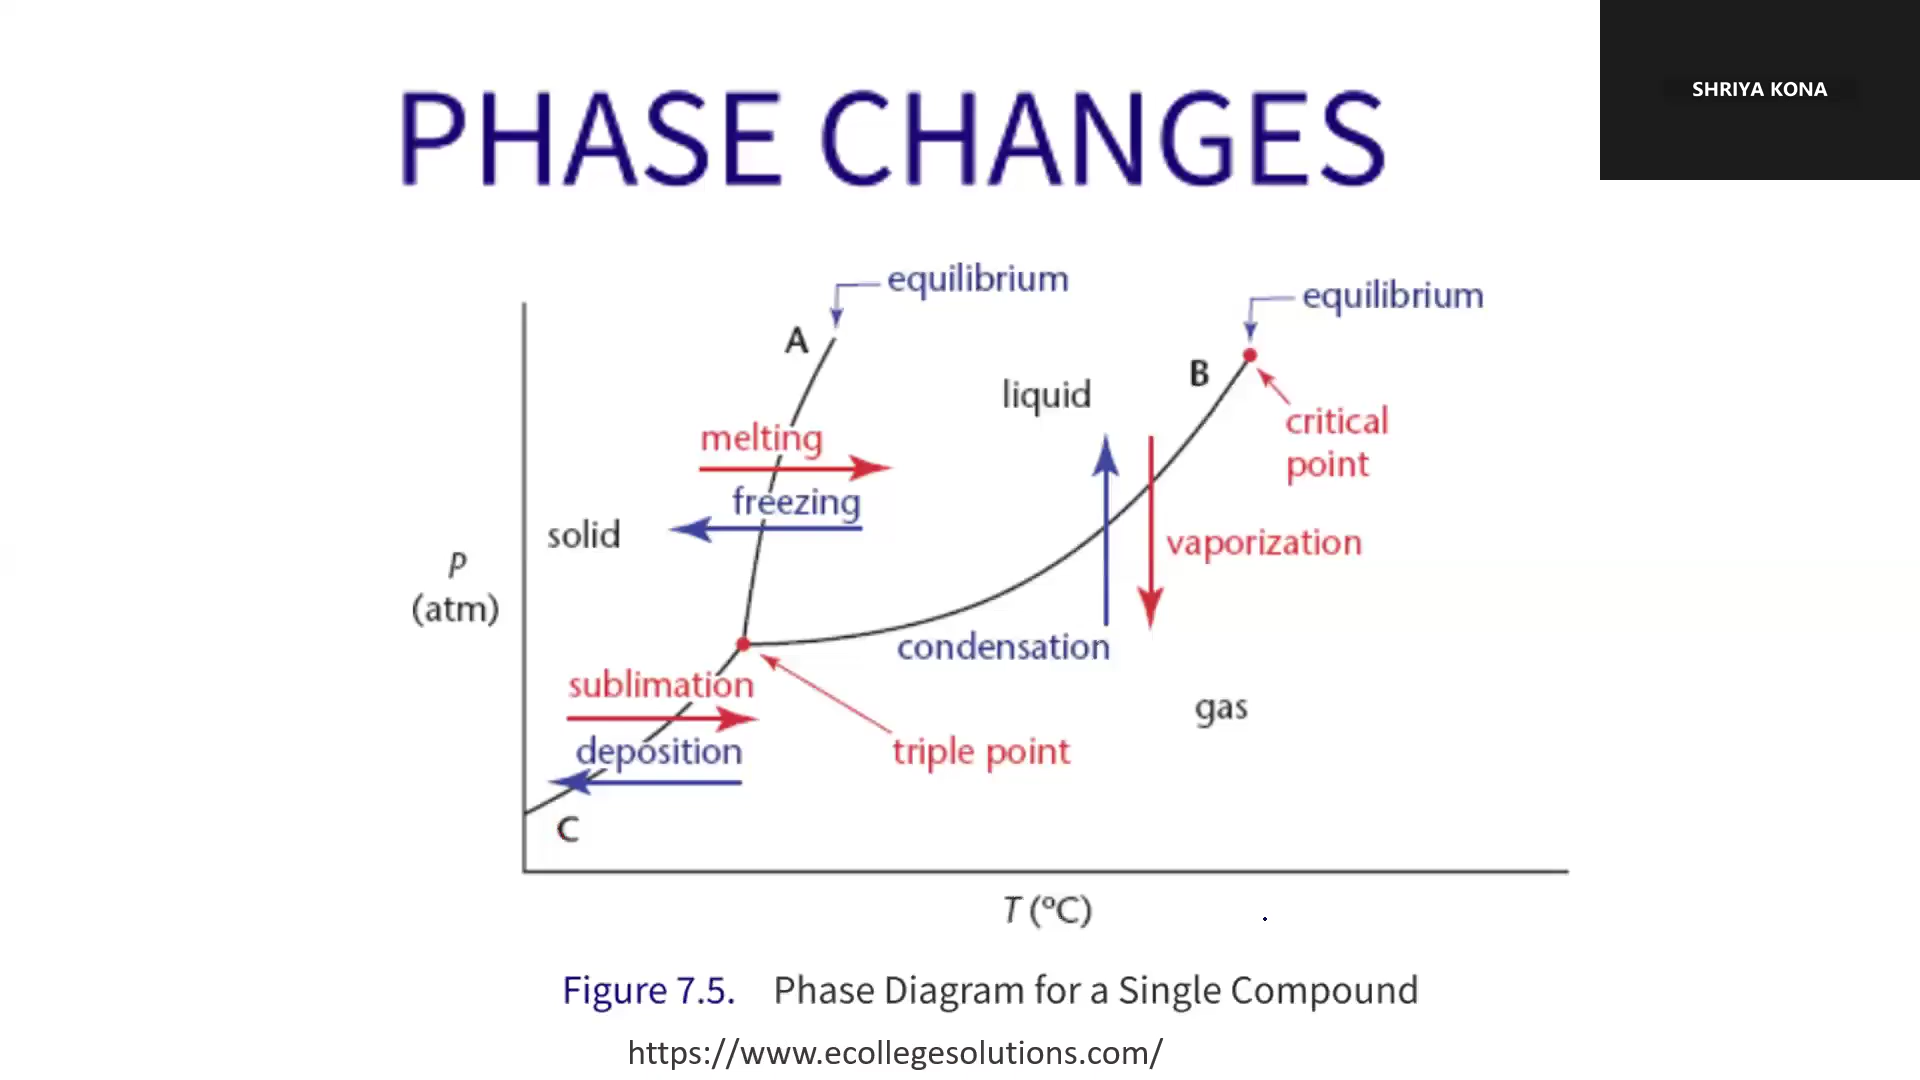 SHRIYA KONA
PHASE CHANGES
equilibrium
equilibrium
A
B
liquid
critical
point
melting
freezing
solid
P
(atm)
vaporization
condensation
sublimation
deposition
triple point
gas
C
T (°C)
Figure 7.5. Phase Diagram for a Single Compound
https://www.ecollegesolutions.com/